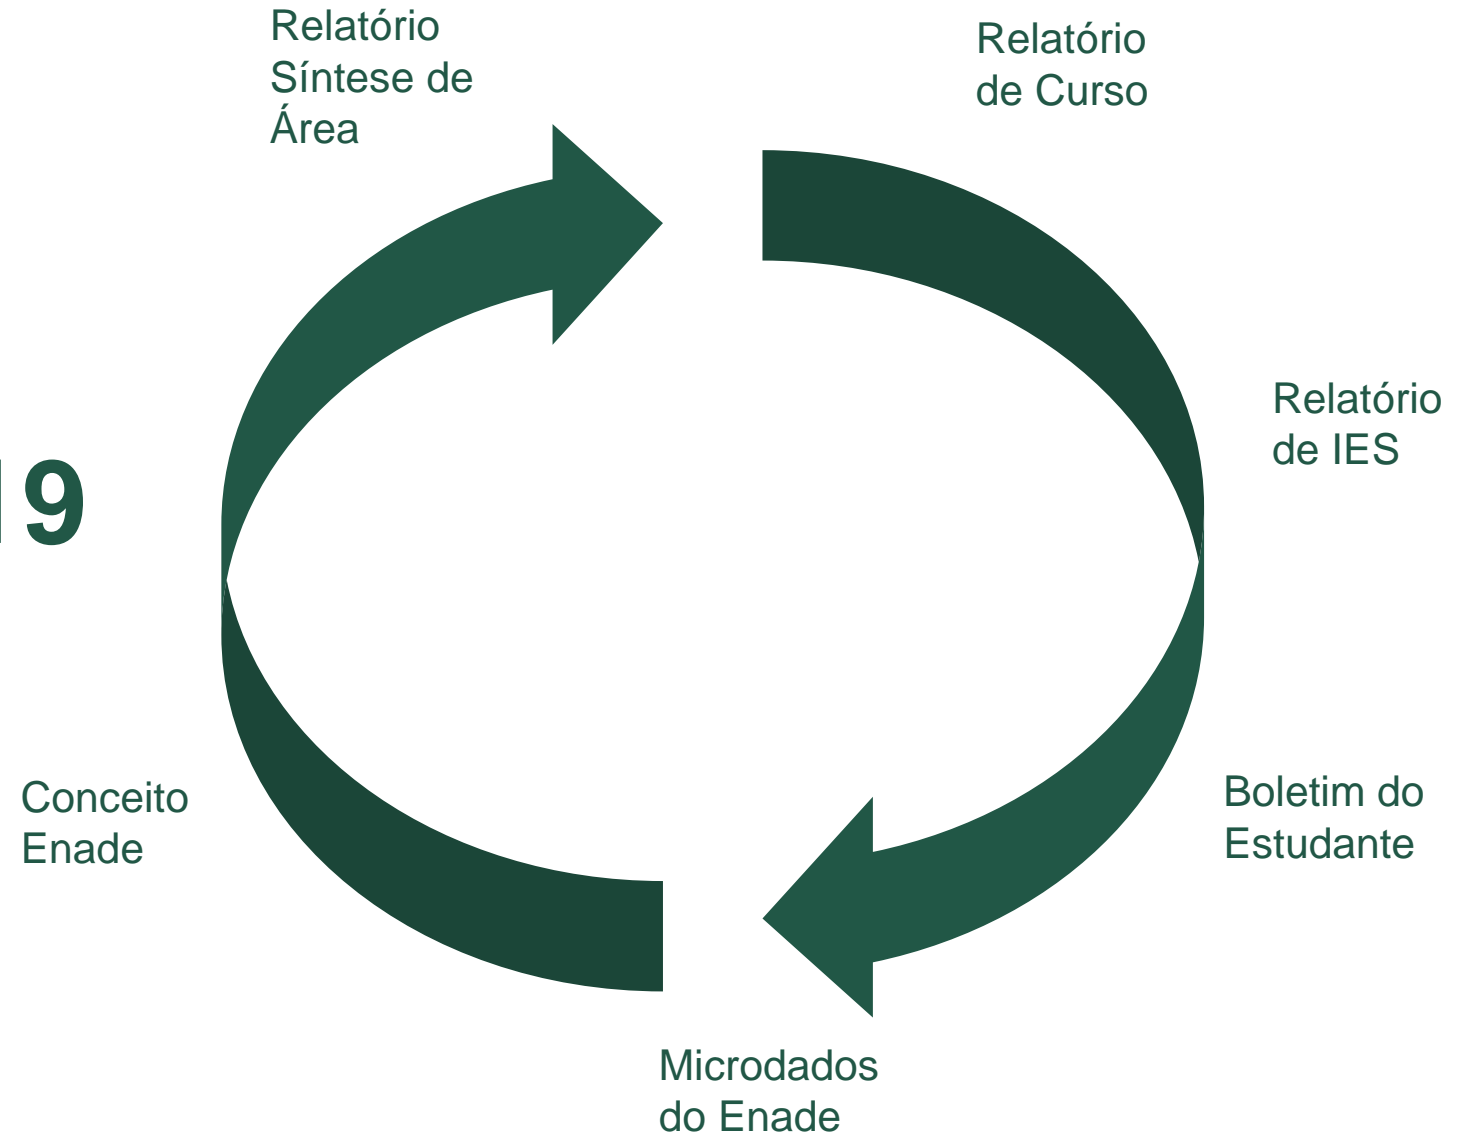 Relatório
Síntese de
Área
Relatório
de Curso
Relatório
de IES
19
Conceito
Enade
Boletim do
Estudante
Microdados
do Enade